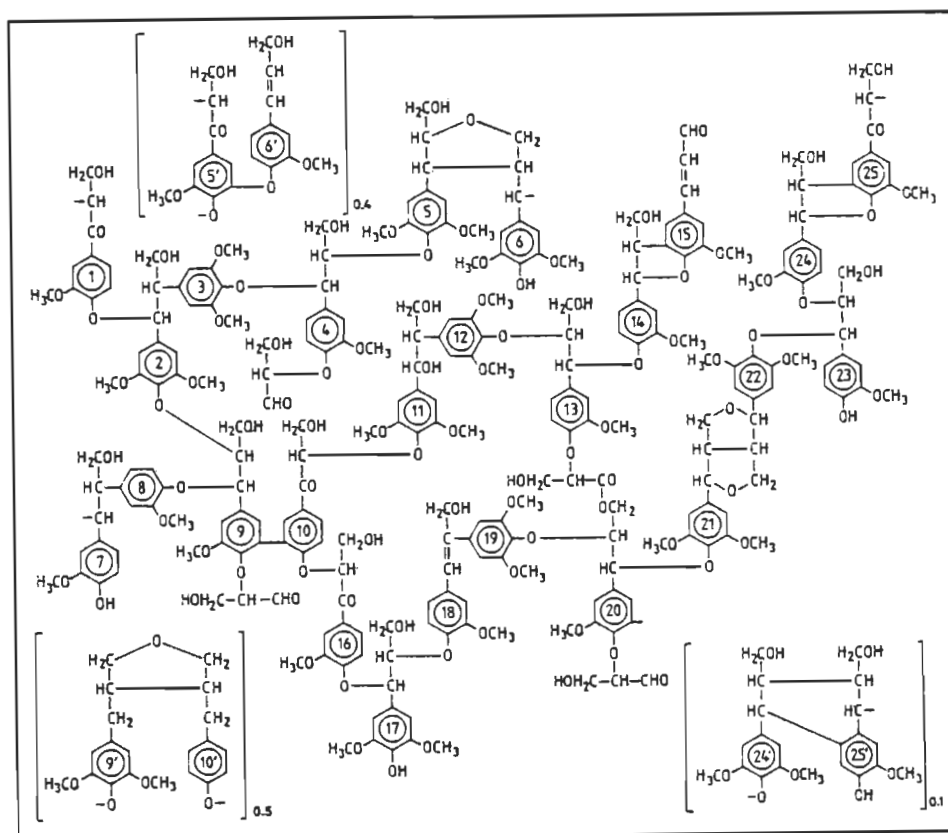 H₂COH
H₂COH CH
–CH HC
CO
5' 6'
H₃CO O OCH₃
–O
0.4
H₂COH
–CH
CO
1
H₃CO
O
H₂COH
HC
CH
OCH₃
3
OCH₃
O
2
H₃CO OCH₃
O
H₂COH
CH
HC
4
OCH₃
O
H₂COH
CH
CHO
H₂COH
HC O CH₂
HC CH
HC–
5 6
H₃CO OCH₃ H₃CO OCH₃
O OH
CHO
CH
HC
15
OCH₃
H₂COH
HC
HC O
14
OCH₃
O
H₂CCH
HC–
CO
25
GCH₃
H₂COH
HC
HC O
24
H₃CO
O
H₂COH
CH
CH
23
OCH₃
OH
O
H₃CO OCH₃
22
H₂C O CH
HC CH
HC O CH₂
21
H₃CO OCH₃
O
H₂COH
HC
HCOH
OCH₃
12
OCH₃
O
11
H₃CO OCH₃
O
H₂COH
HC
CH
13
OCH₃
O
HOH₂C–CH CO
OCH₂
CH
HC
20
H₃CO
O
HOH₂C–CH–CHO
H₂COH
HC
–CH
8
O
OCH₃
7
H₃CO
OH
H₂COH
CH
CH
9
H₃CO
O
HOH₂C–CH–CHO
H₂COH
HC
CO
10
O
H₂COH
CH
CO
16
H₃CO
O
H₂COH
HC
CH
17
H₃CO OCH₃
OH
O
H₂COH
C
CH
18
OCH₃
OCH₃
19
OCH₃
O
O
H₂C CH₂
HC CH
CH₂ CH₂
9' 10'
H₃CO OCH₃
–O O–
0.5
H₂COH H₂COH
HC CH
HC HC–
24' 25'
H₃CO OCH₃ OCH₃
–O CH
0.1